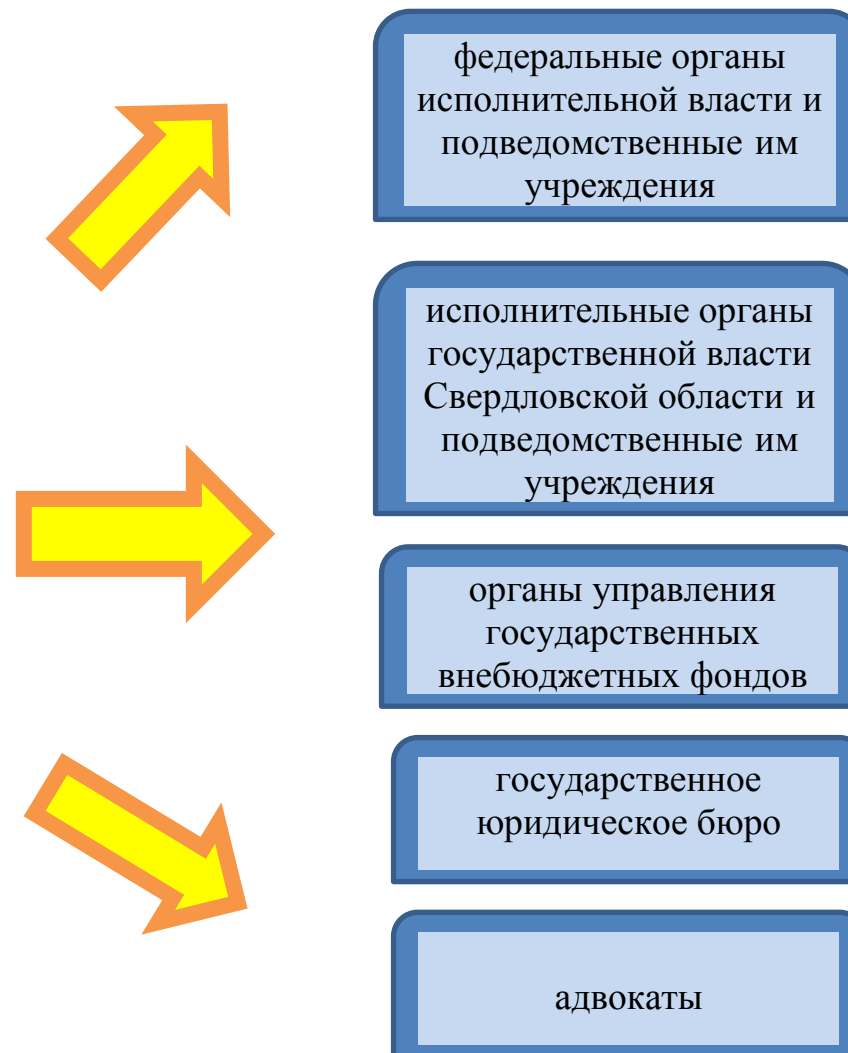 федеральные органы
исполнительной власти и
подведомственные им
учреждения
исполнительные органы
государственной власти
Свердловской области и
подведомственные им
учреждения
органы управления
государственных
внебюджетных фондов
государственное
юридическое бюро
адвокаты